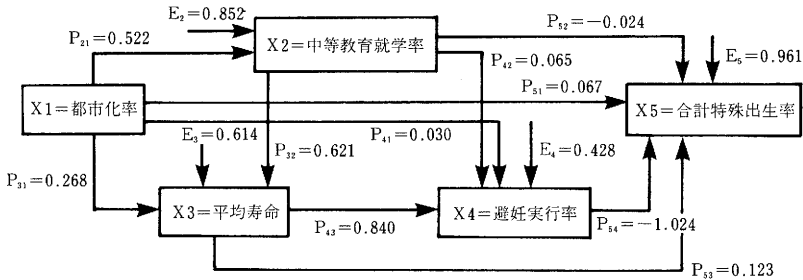 E₂=0.852
P₅₂=−0.024
P₂₁=0.522
X2=中等教育就学率
P₄₂=0.065
E₅=0.961
P₅₁=0.067
X1=都市化率
X5=合計特殊出生率
E₃=0.614
P₄₁=0.030
P₃₂=0.621
E₄=0.428
P₃₁=0.268
X3=平均寿命
X4=避妊実行率
P₄₃=0.840
P₅₄=−1.024
P₅₃=0.123